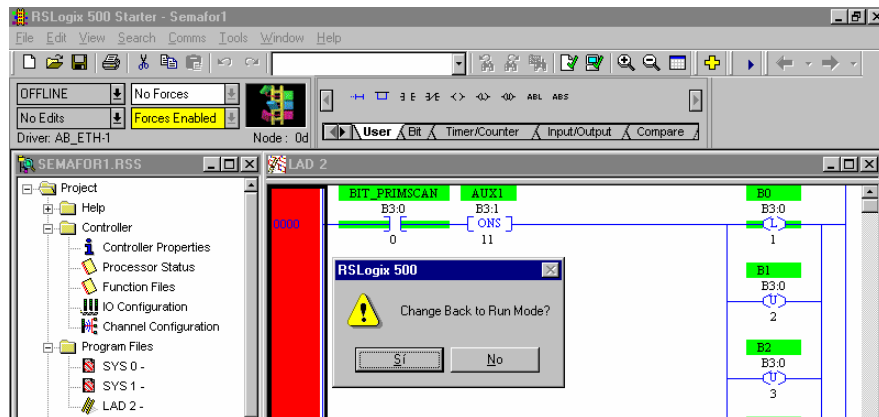 RSLogix 500 Starter - Semafor1
File Edit View Search Comms Tools Window Help
OFFLINE No Forces
No Edits Forces Enabled
Driver: AB_ETH-1 Node : 0d
ABL ABS
User Bit Timer/Counter Input/Output Compare
SEMAFOR1.RSS
LAD 2
Project
Help
Controller
Controller Properties
Processor Status
Function Files
IO Configuration
Channel Configuration
Program Files
SYS 0 -
SYS 1 -
LAD 2 -
BIT_PRIMSCAN AUX1 B0
B3:0 B3:1 B3:0
0000 ONS L
0 11 1
B1
B3:0
U
2
B2
B3:0
U
3
RSLogix 500
Change Back to Run Mode?
Sí No